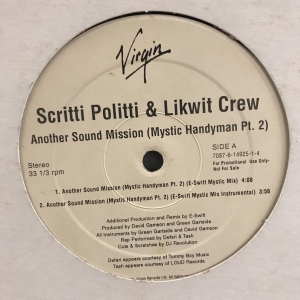 Virgin
Scritti Politti & Likwit Crew
Another Sound Mission (Mystic Handyman Pt. 2)
Stereo
33 1/3 rpm
SIDE A
7087-6-14925-1-4
For Promotional Use Only-
Not For Sale
1. Another Sound Mission (Mystic Handyman Pt. 2) (E-Swift Mystic Mix) 4:08
2. Another Sound Mission (Mystic Handyman Pt. 2) (E-Swift Mystic Mix Instrumental) 3:58
Additional Production and Remix by E-Swift
Produced by David Gamson and Green Gartside
All Instruments by Green Gartside and David Gamson
Rap Performed by Defari & Tash
Cuts & Scratches by DJ Revolution
Defari appears courtesy of Tommy Boy Music
Tash appears courtesy of LOUD Records